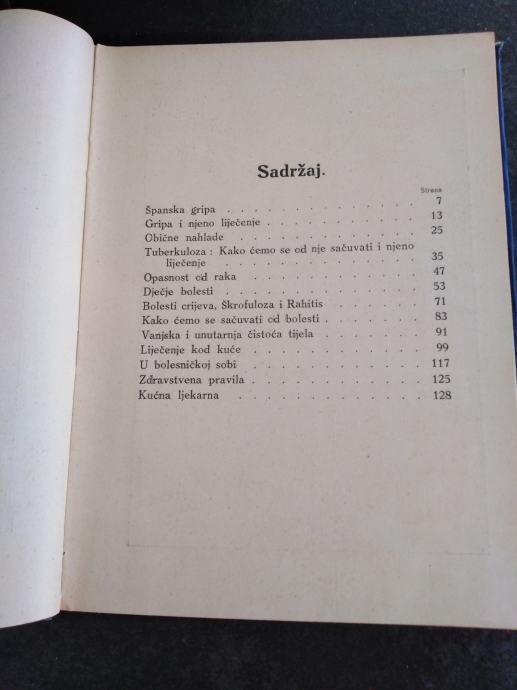 Sadržaj.
Strana
Španska gripa . . . . . . . . . . . . . 7
Gripa i njeno liječenje . . . . . . . . . . 13
Obične nahlade . . . . . . . . . . . . 25
Tuberkuloza : Kako ćemo se od nje sačuvati i njeno
liječenje . . . . . . . . . . . . 35
Opasnost od raka . . . . . . . . . . . 47
Dječje bolesti . . . . . . . . . . . . 53
Bolesti crijeva, Škrofuloza i Rahitis . . . . . . 71
Kako ćemo se sačuvati od bolesti . . . . . . 83
Vanjska i unutarnja čistoća tijela . . . . . . 91
Liječenje kod kuće . . . . . . . . . . . 99
U bolesničkoj sobi . . . . . . . . . . . 117
Zdravstvena pravila . . . . . . . . . . . 125
Kućna ljekarna . . . . . . . . . . . . 128